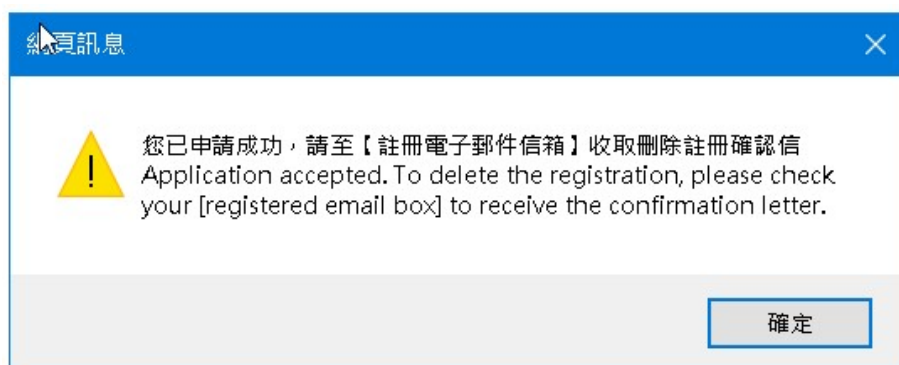 網頁訊息
您已申請成功，請至【註冊電子郵件信箱】收取刪除註冊確認信
Application accepted. To delete the registration, please check
your [registered email box] to receive the confirmation letter.
確定